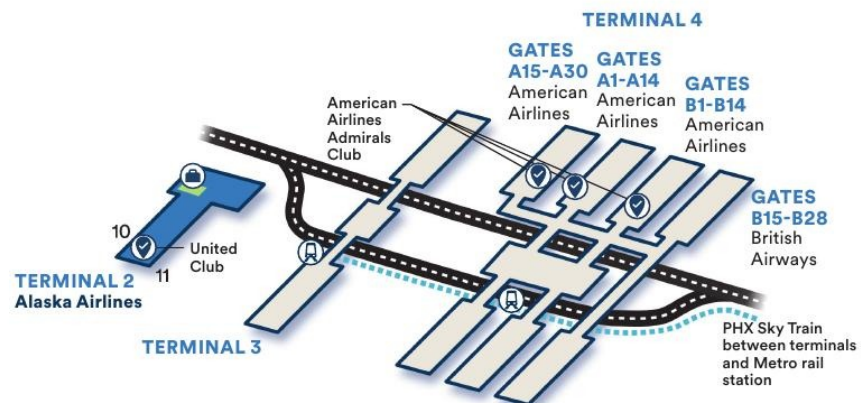 TERMINAL 4
GATES
A15-A30
American
Airlines
GATES
A1-A14
American
Airlines
GATES
B1-B14
American
Airlines
GATES
B15-B28
British
Airways
American
Airlines
Admirals
Club
10
11
United
Club
TERMINAL 2
Alaska Airlines
TERMINAL 3
PHX Sky Train
between terminals
and Metro rail
station